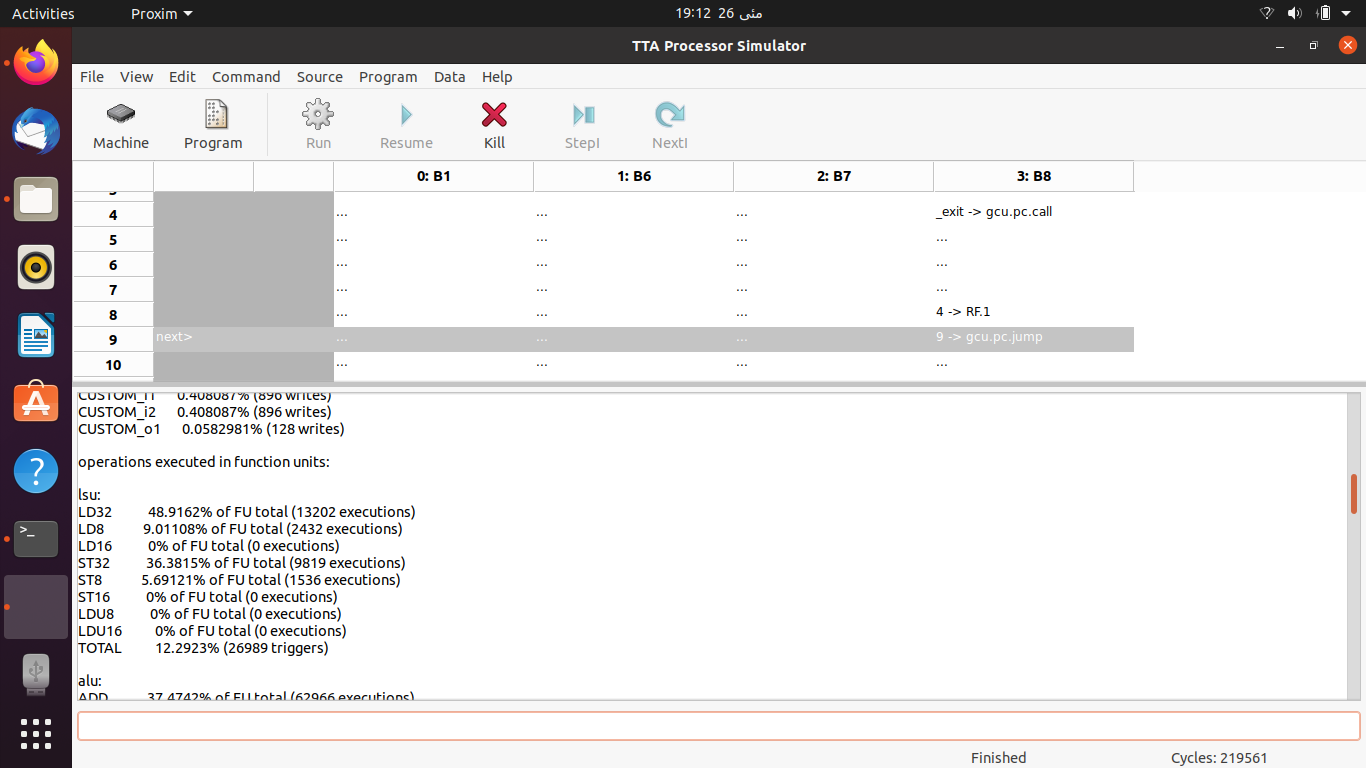 Activities Proxim 19:12 26 مئی
TTA Processor Simulator
File View Edit Command Source Program Data Help
Machine Program Run Resume Kill StepI NextI
0: B1 1: B6 2: B7 3: B8
4 ... ... ... _exit -> gcu.pc.call
5 ... ... ... ...
6 ... ... ... ...
7 ... ... ... ...
8 ... ... ... 4 -> RF.1
9 next> ... ... ... 9 -> gcu.pc.jump
10 ... ... ... ...
CUSTOM_i1 0.408087% (896 writes)
CUSTOM_i2 0.408087% (896 writes)
CUSTOM_o1 0.0582981% (128 writes)
operations executed in function units:
lsu:
LD32 48.9162% of FU total (13202 executions)
LD8 9.01108% of FU total (2432 executions)
LD16 0% of FU total (0 executions)
ST32 36.3815% of FU total (9819 executions)
ST8 5.69121% of FU total (1536 executions)
ST16 0% of FU total (0 executions)
LDU8 0% of FU total (0 executions)
LDU16 0% of FU total (0 executions)
TOTAL 12.2923% (26989 triggers)
alu:
ADD 37.4742% of FU total (62966 executions)
Finished Cycles: 219561